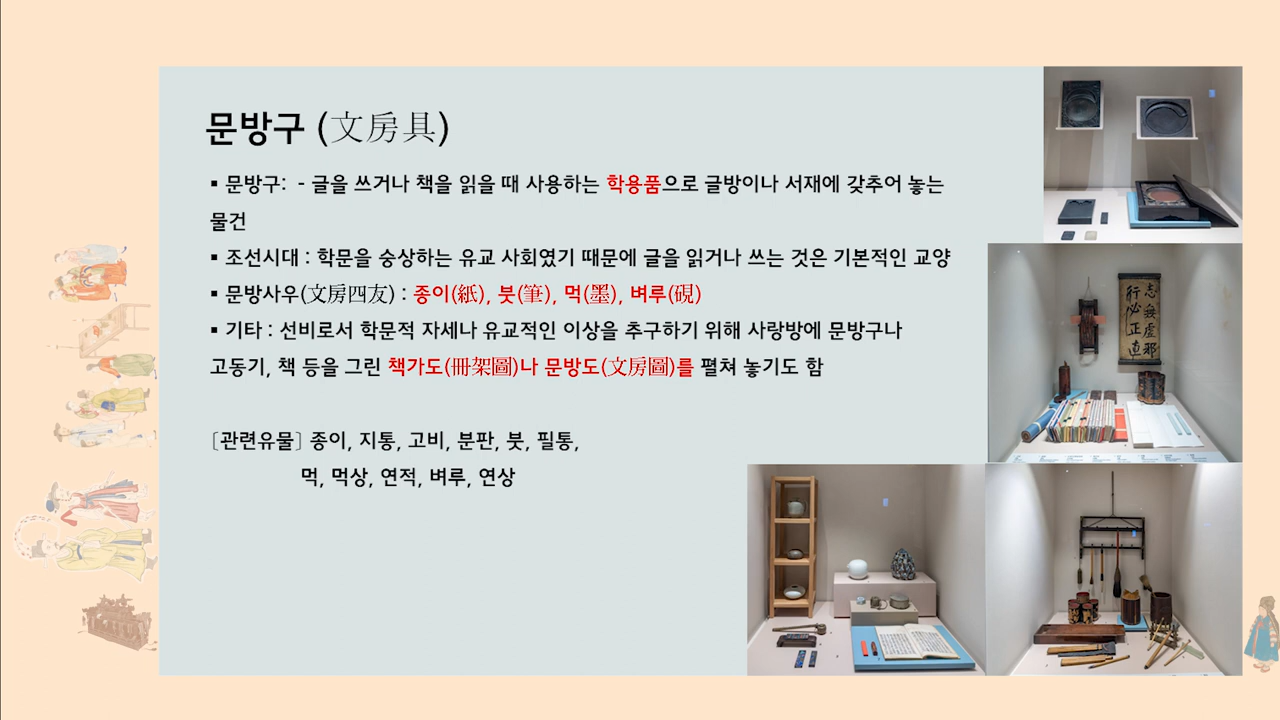 문방구 (文房具)
▪ 문방구:  - 글을 쓰거나 책을 읽을 때 사용하는 학용품으로 글방이나 서재에 갖추어 놓는
물건
▪ 조선시대 : 학문을 숭상하는 유교 사회였기 때문에 글을 읽거나 쓰는 것은 기본적인 교양
▪ 문방사우(文房四友) : 종이(紙), 붓(筆), 먹(墨), 벼루(硯)
▪ 기타 : 선비로서 학문적 자세나 유교적인 이상을 추구하기 위해 사랑방에 문방구나
고동기, 책 등을 그린 책가도(冊架圖)나 문방도(文房圖)를 펼쳐 놓기도 함
〔관련유물〕 종이, 지통, 고비, 분판, 붓, 필통,
먹, 먹상, 연적, 벼루, 연상
志無虛邪
行必正直